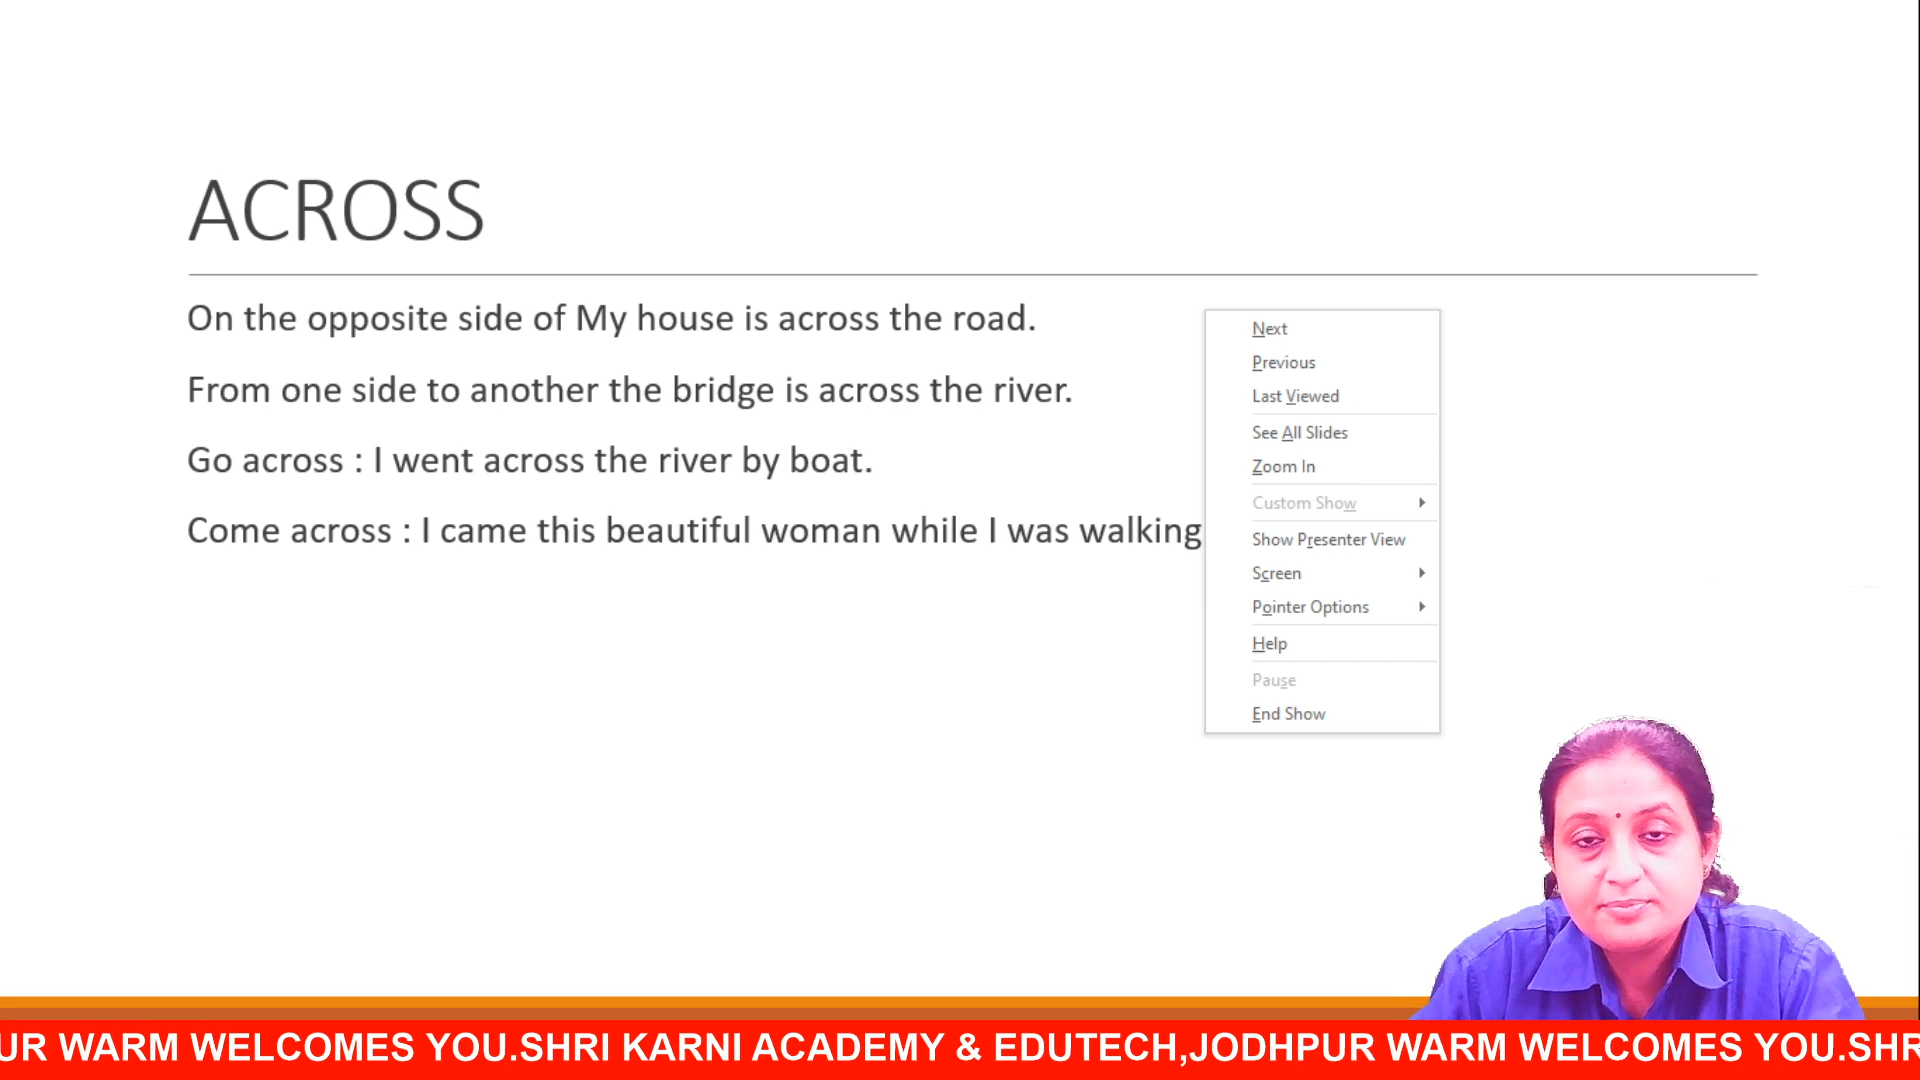 ACROSS
On the opposite side of My house is across the road.
From one side to another the bridge is across the river.
Go across : I went across the river by boat.
Come across : I came this beautiful woman while I was walking
Next
Previous
Last Viewed
See All Slides
Zoom In
Custom Show
Show Presenter View
Screen
Pointer Options
Help
Pause
End Show
UR WARM WELCOMES YOU.SHRI KARNI ACADEMY & EDUTECH,JODHPUR WARM WELCOMES YOU.SHR